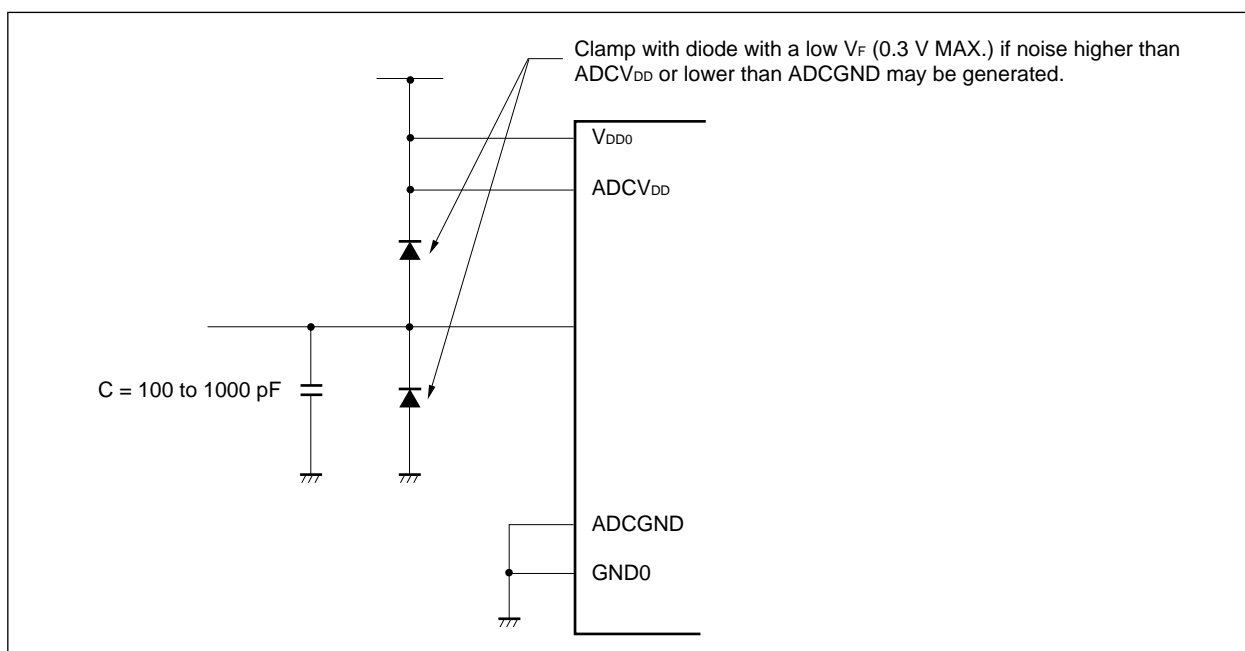 Clamp with diode with a low VF (0.3 V MAX.) if noise higher than
ADCVDD or lower than ADCGND may be generated.
VDD0
ADCVDD
C = 100 to 1000 pF
ADCGND
GND0